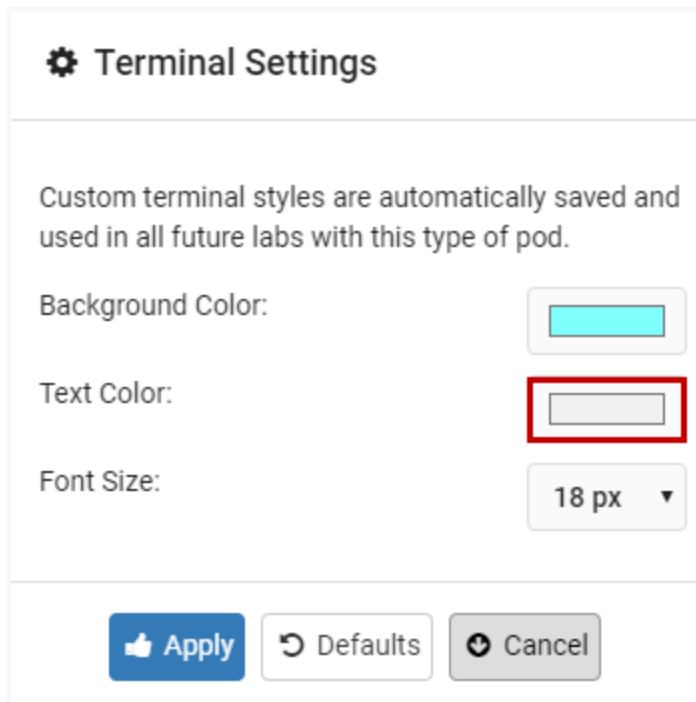 Terminal Settings
Custom terminal styles are automatically saved and
used in all future labs with this type of pod.
Background Color:
Text Color:
Font Size:
18 px
Apply
Defaults
Cancel